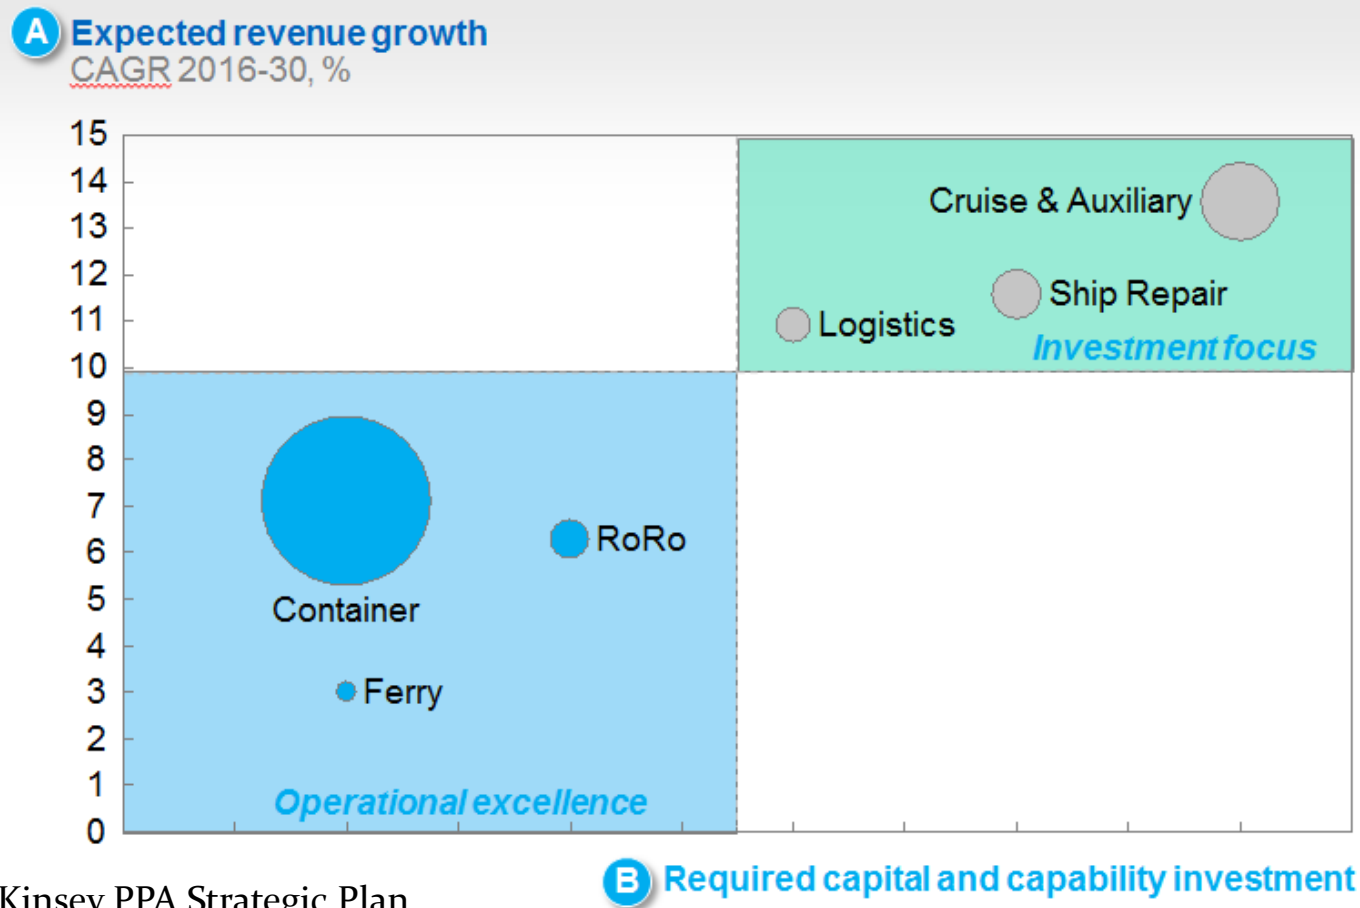 A Expected revenue growth
CAGR 2016-30, %
15
14
13
12
11
10
9
8
7
6
5
4
3
2
1
0
Cruise & Auxiliary
Ship Repair
Logistics
Investment focus
RoRo
Container
Ferry
Operational excellence
B Required capital and capability investment
Kinsey PPA Strategic Plan